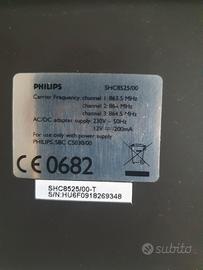 PHILIPS
SHC8525/00
Carrier Frequency: channel 1: 863.5 MHz
channel 2: 864 MHz
channel 3: 864.5 MHz
AC/DC adapter supply: 230V ~ 50Hz
12V ⎓ 200mA
For use only with power supply
PHILIPS: SBC CS030/00
CE 0682
SHC8525/00-T
S/N:HU6F0918269348
subito